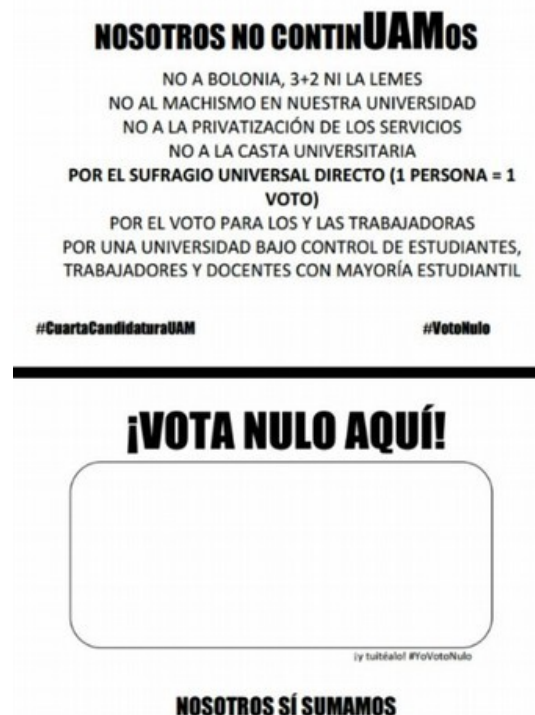 NOSOTROS NO CONTINUAMOS
NO A BOLONIA, 3+2 NI LA LEMES
NO AL MACHISMO EN NUESTRA UNIVERSIDAD
NO A LA PRIVATIZACIÓN DE LOS SERVICIOS
NO A LA CASTA UNIVERSITARIA
POR EL SUFRAGIO UNIVERSAL DIRECTO (1 PERSONA = 1
VOTO)
POR EL VOTO PARA LOS Y LAS TRABAJADORAS
POR UNA UNIVERSIDAD BAJO CONTROL DE ESTUDIANTES,
TRABAJADORES Y DOCENTES CON MAYORÍA ESTUDIANTIL
#CuartaCandidaturaUAM #VotoNulo
¡VOTA NULO AQUÍ!
¡y tuitéalo! #YoVotoNulo
NOSOTROS SÍ SUMAMOS